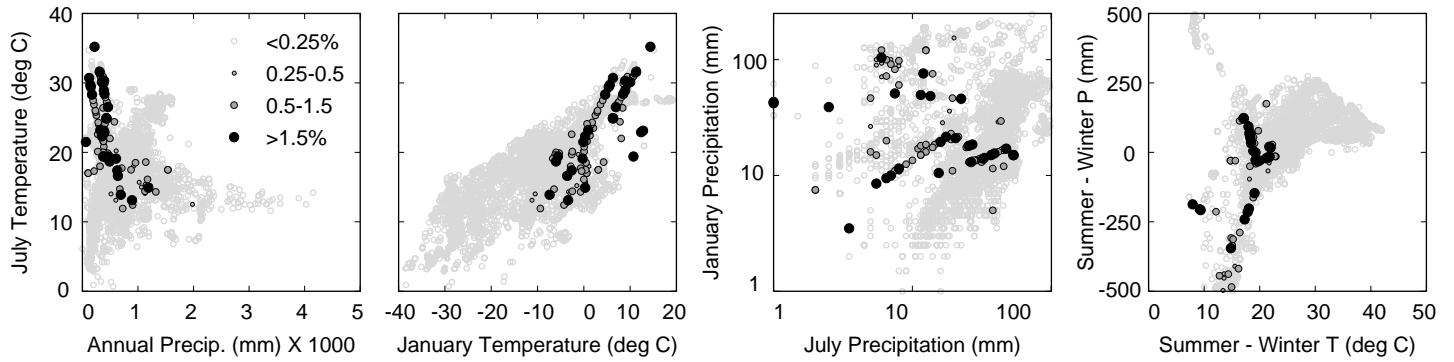 July Temperature (deg C)
40
30
20
10
0
<0.25%
0.25-0.5
0.5-1.5
>1.5%
0 1 2 3 4 5
Annual Precip. (mm) X 1000
-40 -30 -20 -10 0 10 20
January Temperature (deg C)
January Precipitation (mm)
100
10
1
1 10 100
July Precipitation (mm)
Summer - Winter P (mm)
500
250
0
-250
-500
0 10 20 30 40 50
Summer - Winter T (deg C)